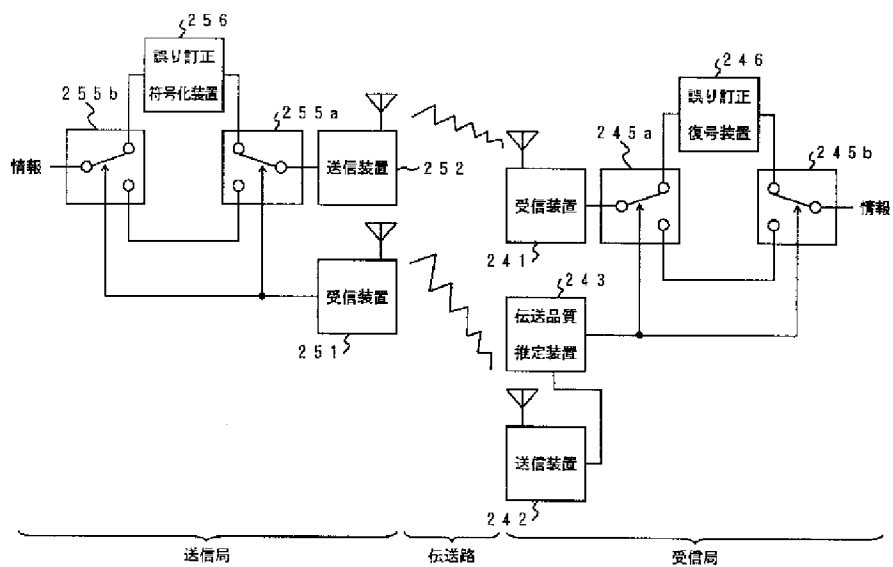 256
誤り訂正
符号化装置
255b
255a
情報
送信装置
252
受信装置
251
246
誤り訂正
復号装置
245a
245b
受信装置
情報
241
243
伝送品質
推定装置
送信装置
242
送信局
伝送路
受信局